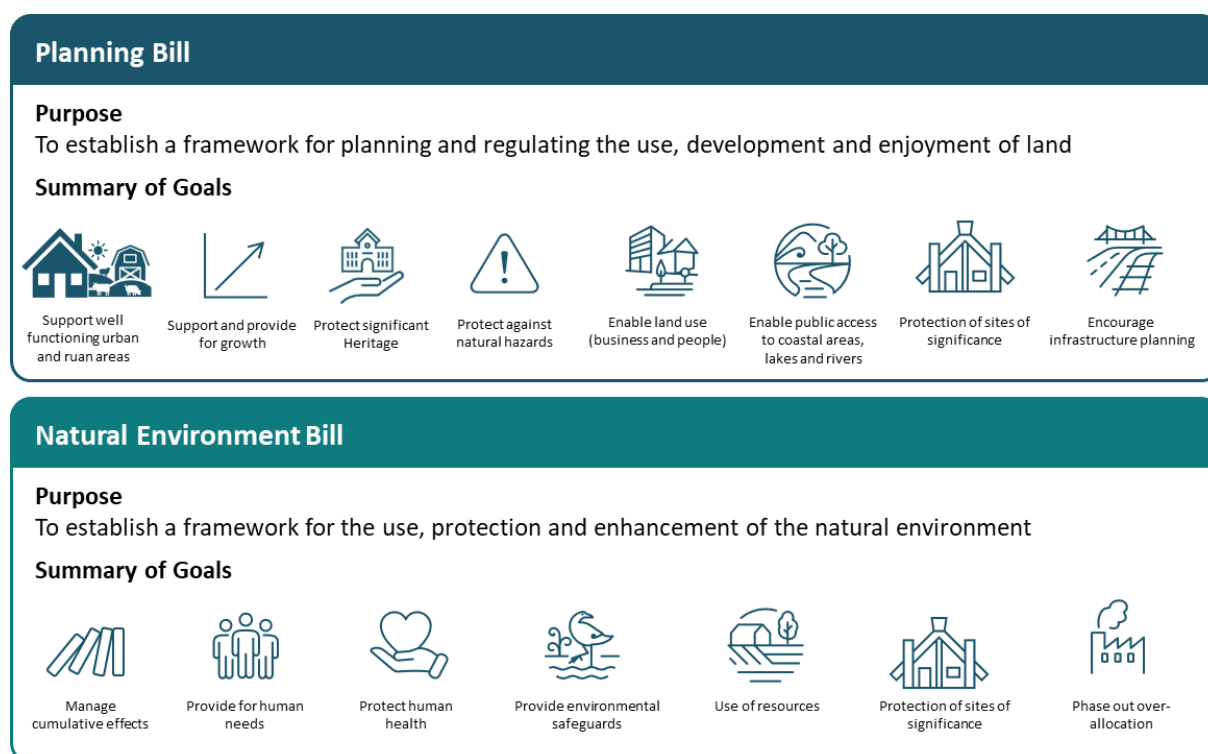 Planning Bill
Purpose
To establish a framework for planning and regulating the use, development and enjoyment of land
Summary of Goals
Support well
functioning urban
and ruan areas
Support and provide
for growth
Protect significant
Heritage
Protect against
natural hazards
Enable land use
(business and people)
Enable public access
to coastal areas,
lakes and rivers
Protection of sites of
significance
Encourage
infrastructure planning
Natural Environment Bill
Purpose
To establish a framework for the use, protection and enhancement of the natural environment
Summary of Goals
Manage
cumulative effects
Provide for human
needs
Protect human
health
Provide environmental
safeguards
Use of resources
Protection of sites of
significance
Phase out over-
allocation